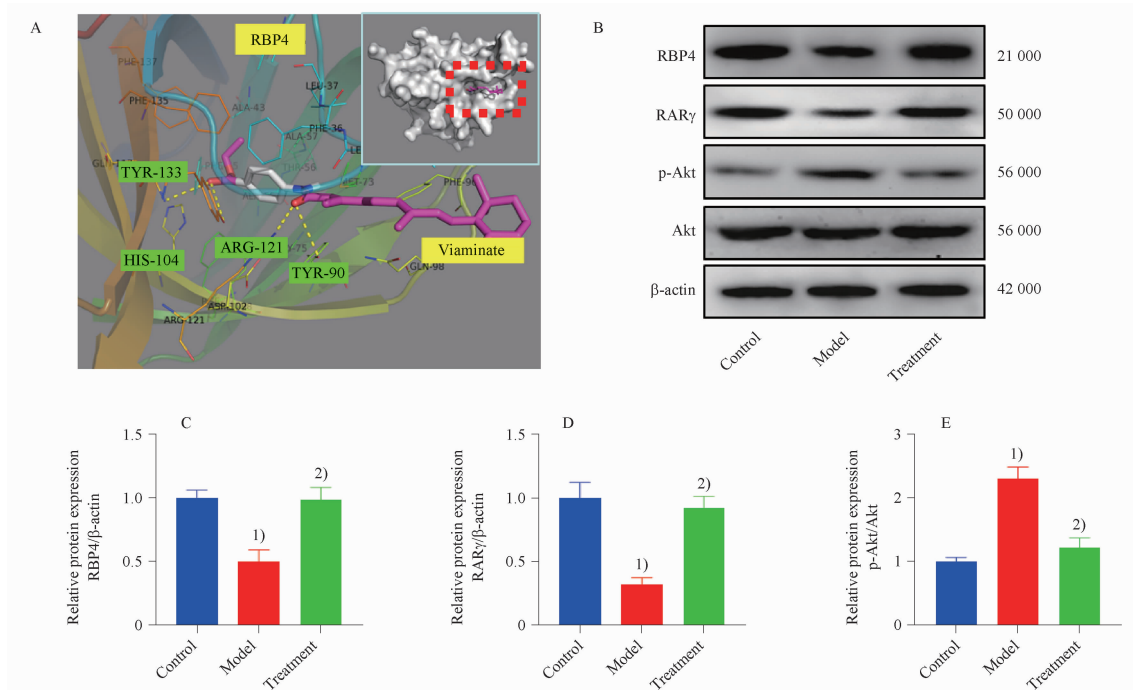 A
RBP4
PHE-137
LEU-37
PHE-135
ALA-43
PHE-36
ALA-57
TYR-133
PHE-96
ARG-121
Viaminate
HIS-104
TYR-90
GLN-98
ASP-102
ARG-121
B
RBP4
21 000
RARγ
50 000
p-Akt
56 000
Akt
56 000
β-actin
42 000
Control
Model
Treatment
C
Relative protein expression
RBP4/β-actin
1.5
1.0
0.5
0
1)
2)
Control
Model
Treatment
D
Relative protein expression
RARγ/β-actin
1.5
1.0
0.5
0
1)
2)
Control
Model
Treatment
E
Relative protein expression
p-Akt/Akt
3
2
1
0
1)
2)
Control
Model
Treatment